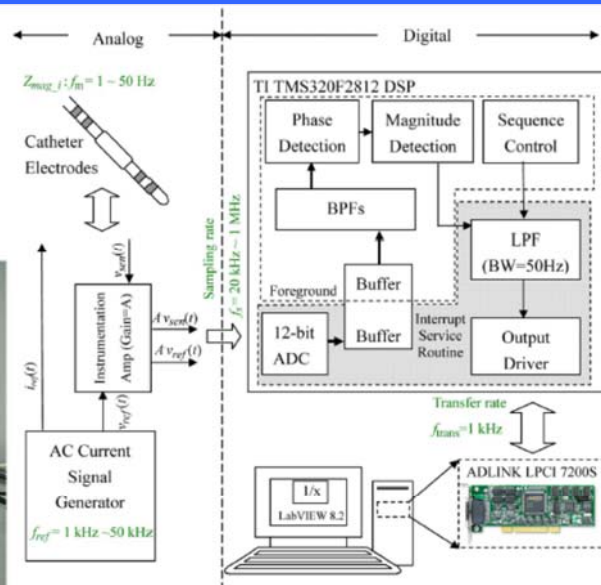 Analog
Digital
Z_mag_i : f_m = 1 ~ 50 Hz
Catheter
Electrodes
v_sen(t)
i_ref(t)
Instrumentation
Amp (Gain=A)
A v_sen(t)
A v_ref(t)
v_ref(t)
AC Current
Signal
Generator
f_ref = 1 kHz ~50 kHz
Sampling rate
f_s = 20 kHz ~ 1 MHz
TI TMS320F2812 DSP
Phase
Detection
Magnitude
Detection
Sequence
Control
BPFs
LPF
(BW=50Hz)
Foreground
Buffer
Buffer
Interrupt
Service
Routine
12-bit
ADC
Output
Driver
Transfer rate
f_trans=1 kHz
1/x
LabVIEW 8.2
ADLINK LPCI 7200S